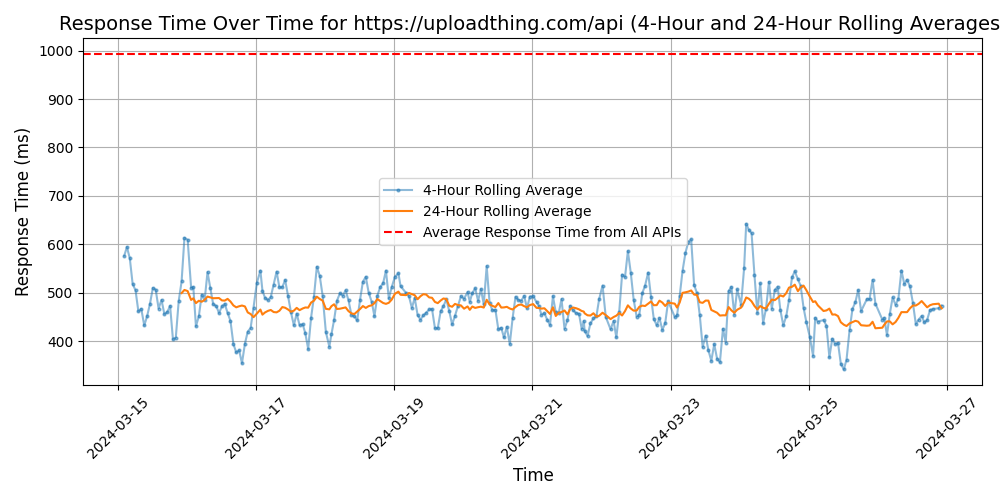 Response Time Over Time for https://uploadthing.com/api (4-Hour and 24-Hour Rolling Averages
Response Time (ms)
1000
900
800
700
600
500
400
4-Hour Rolling Average
24-Hour Rolling Average
Average Response Time from All APIs
2024-03-15
2024-03-17
2024-03-19
2024-03-21
2024-03-23
2024-03-25
2024-03-27
Time